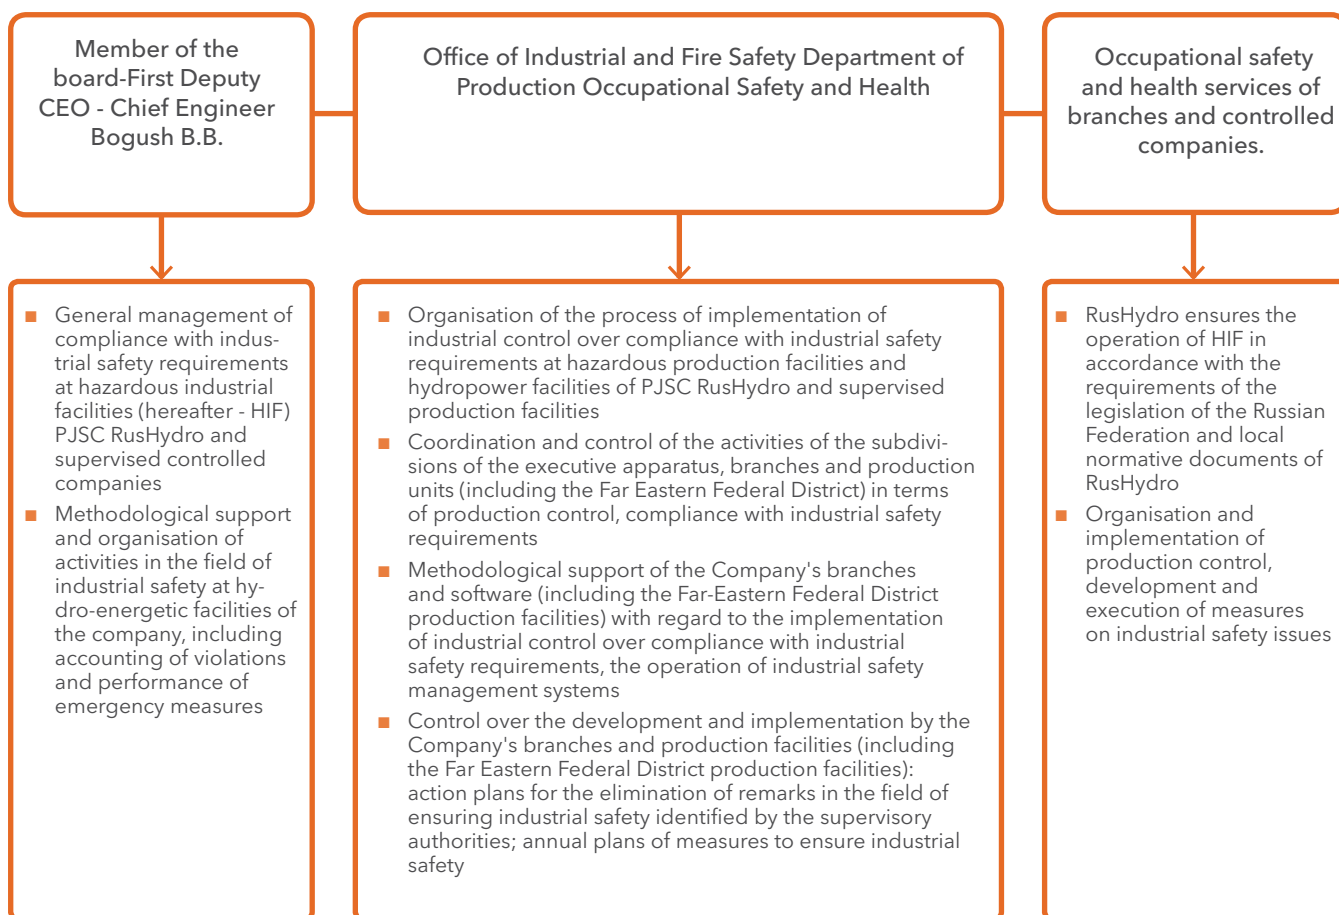 Member of the
board-First Deputy
CEO - Chief Engineer
Bogush B.B.
Office of Industrial and Fire Safety Department of
Production Occupational Safety and Health
Occupational safety
and health services of
branches and controlled
companies.
■ General management of
compliance with indus-
trial safety requirements
at hazardous industrial
facilities (hereafter - HIF)
PJSC RusHydro and
supervised controlled
companies
■ Methodological support
and organisation of
activities in the field of
industrial safety at hy-
dro-energetic facilities of
the company, including
accounting of violations
and performance of
emergency measures
■ Organisation of the process of implementation of
industrial control over compliance with industrial safety
requirements at hazardous production facilities and
hydropower facilities of PJSC RusHydro and supervised
production facilities
■ Coordination and control of the activities of the subdivi-
sions of the executive apparatus, branches and production
units (including the Far Eastern Federal District) in terms
of production control, compliance with industrial safety
requirements
■ Methodological support of the Company's branches
and software (including the Far-Eastern Federal District
production facilities) with regard to the implementation
of industrial control over compliance with industrial
safety requirements, the operation of industrial safety
management systems
■ Control over the development and implementation by the
Company's branches and production facilities (including
the Far Eastern Federal District production facilities):
action plans for the elimination of remarks in the field of
ensuring industrial safety identified by the supervisory
authorities; annual plans of measures to ensure industrial
safety
■ RusHydro ensures the
operation of HIF in
accordance with the
requirements of the
legislation of the Russian
Federation and local
normative documents of
RusHydro
■ Organisation and
implementation of
production control,
development and
execution of measures
on industrial safety issues